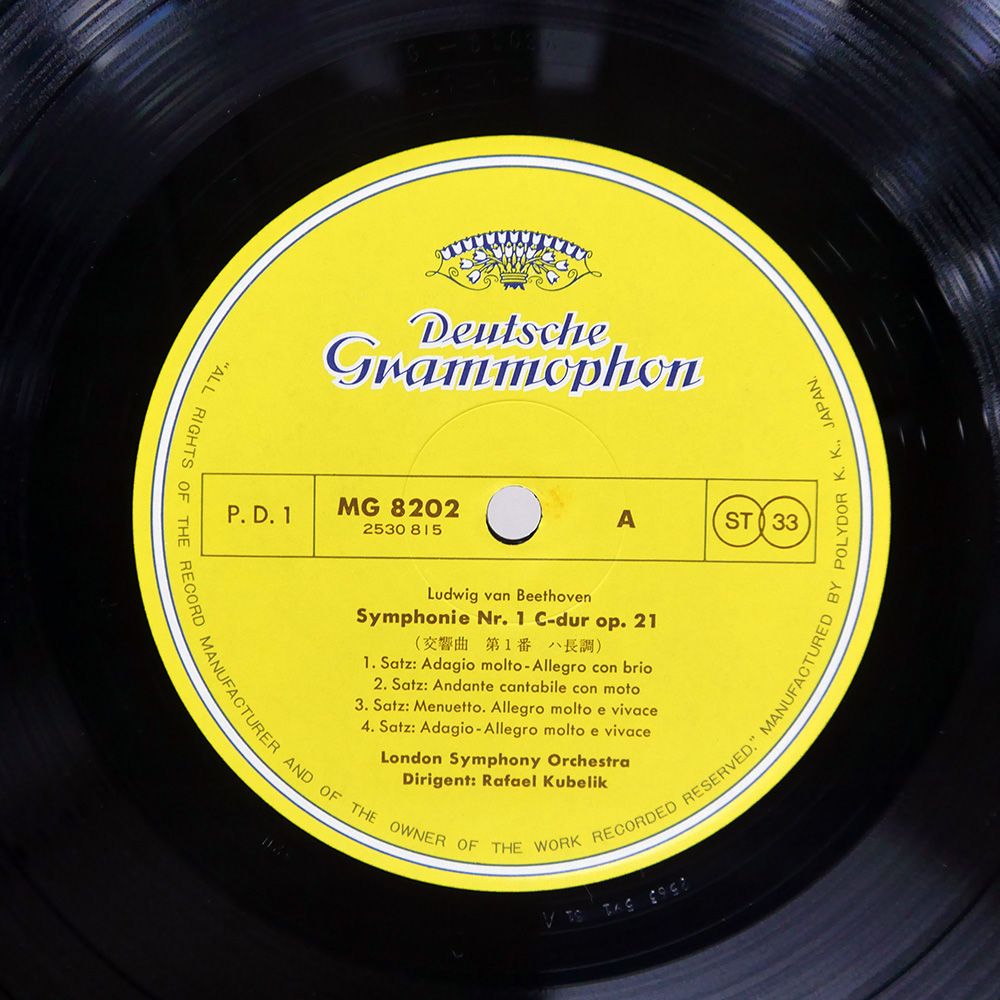 Deutsche
Grammophon
P. D. 1
MG 8202
2530 815
A
ST 33
Ludwig van Beethoven
Symphonie Nr. 1 C-dur op. 21
(交響曲 第1番 ハ長調)
1. Satz: Adagio molto-Allegro con brio
2. Satz: Andante cantabile con moto
3. Satz: Menuetto. Allegro molto e vivace
4. Satz: Adagio-Allegro molto e vivace
London Symphony Orchestra
Dirigent: Rafael Kubelik
"ALL RIGHTS OF THE RECORD MANUFACTURER AND OF THE OWNER OF THE WORK RECORDED RESERVED." MANUFACTURED BY POLYDOR K. K., JAPAN.